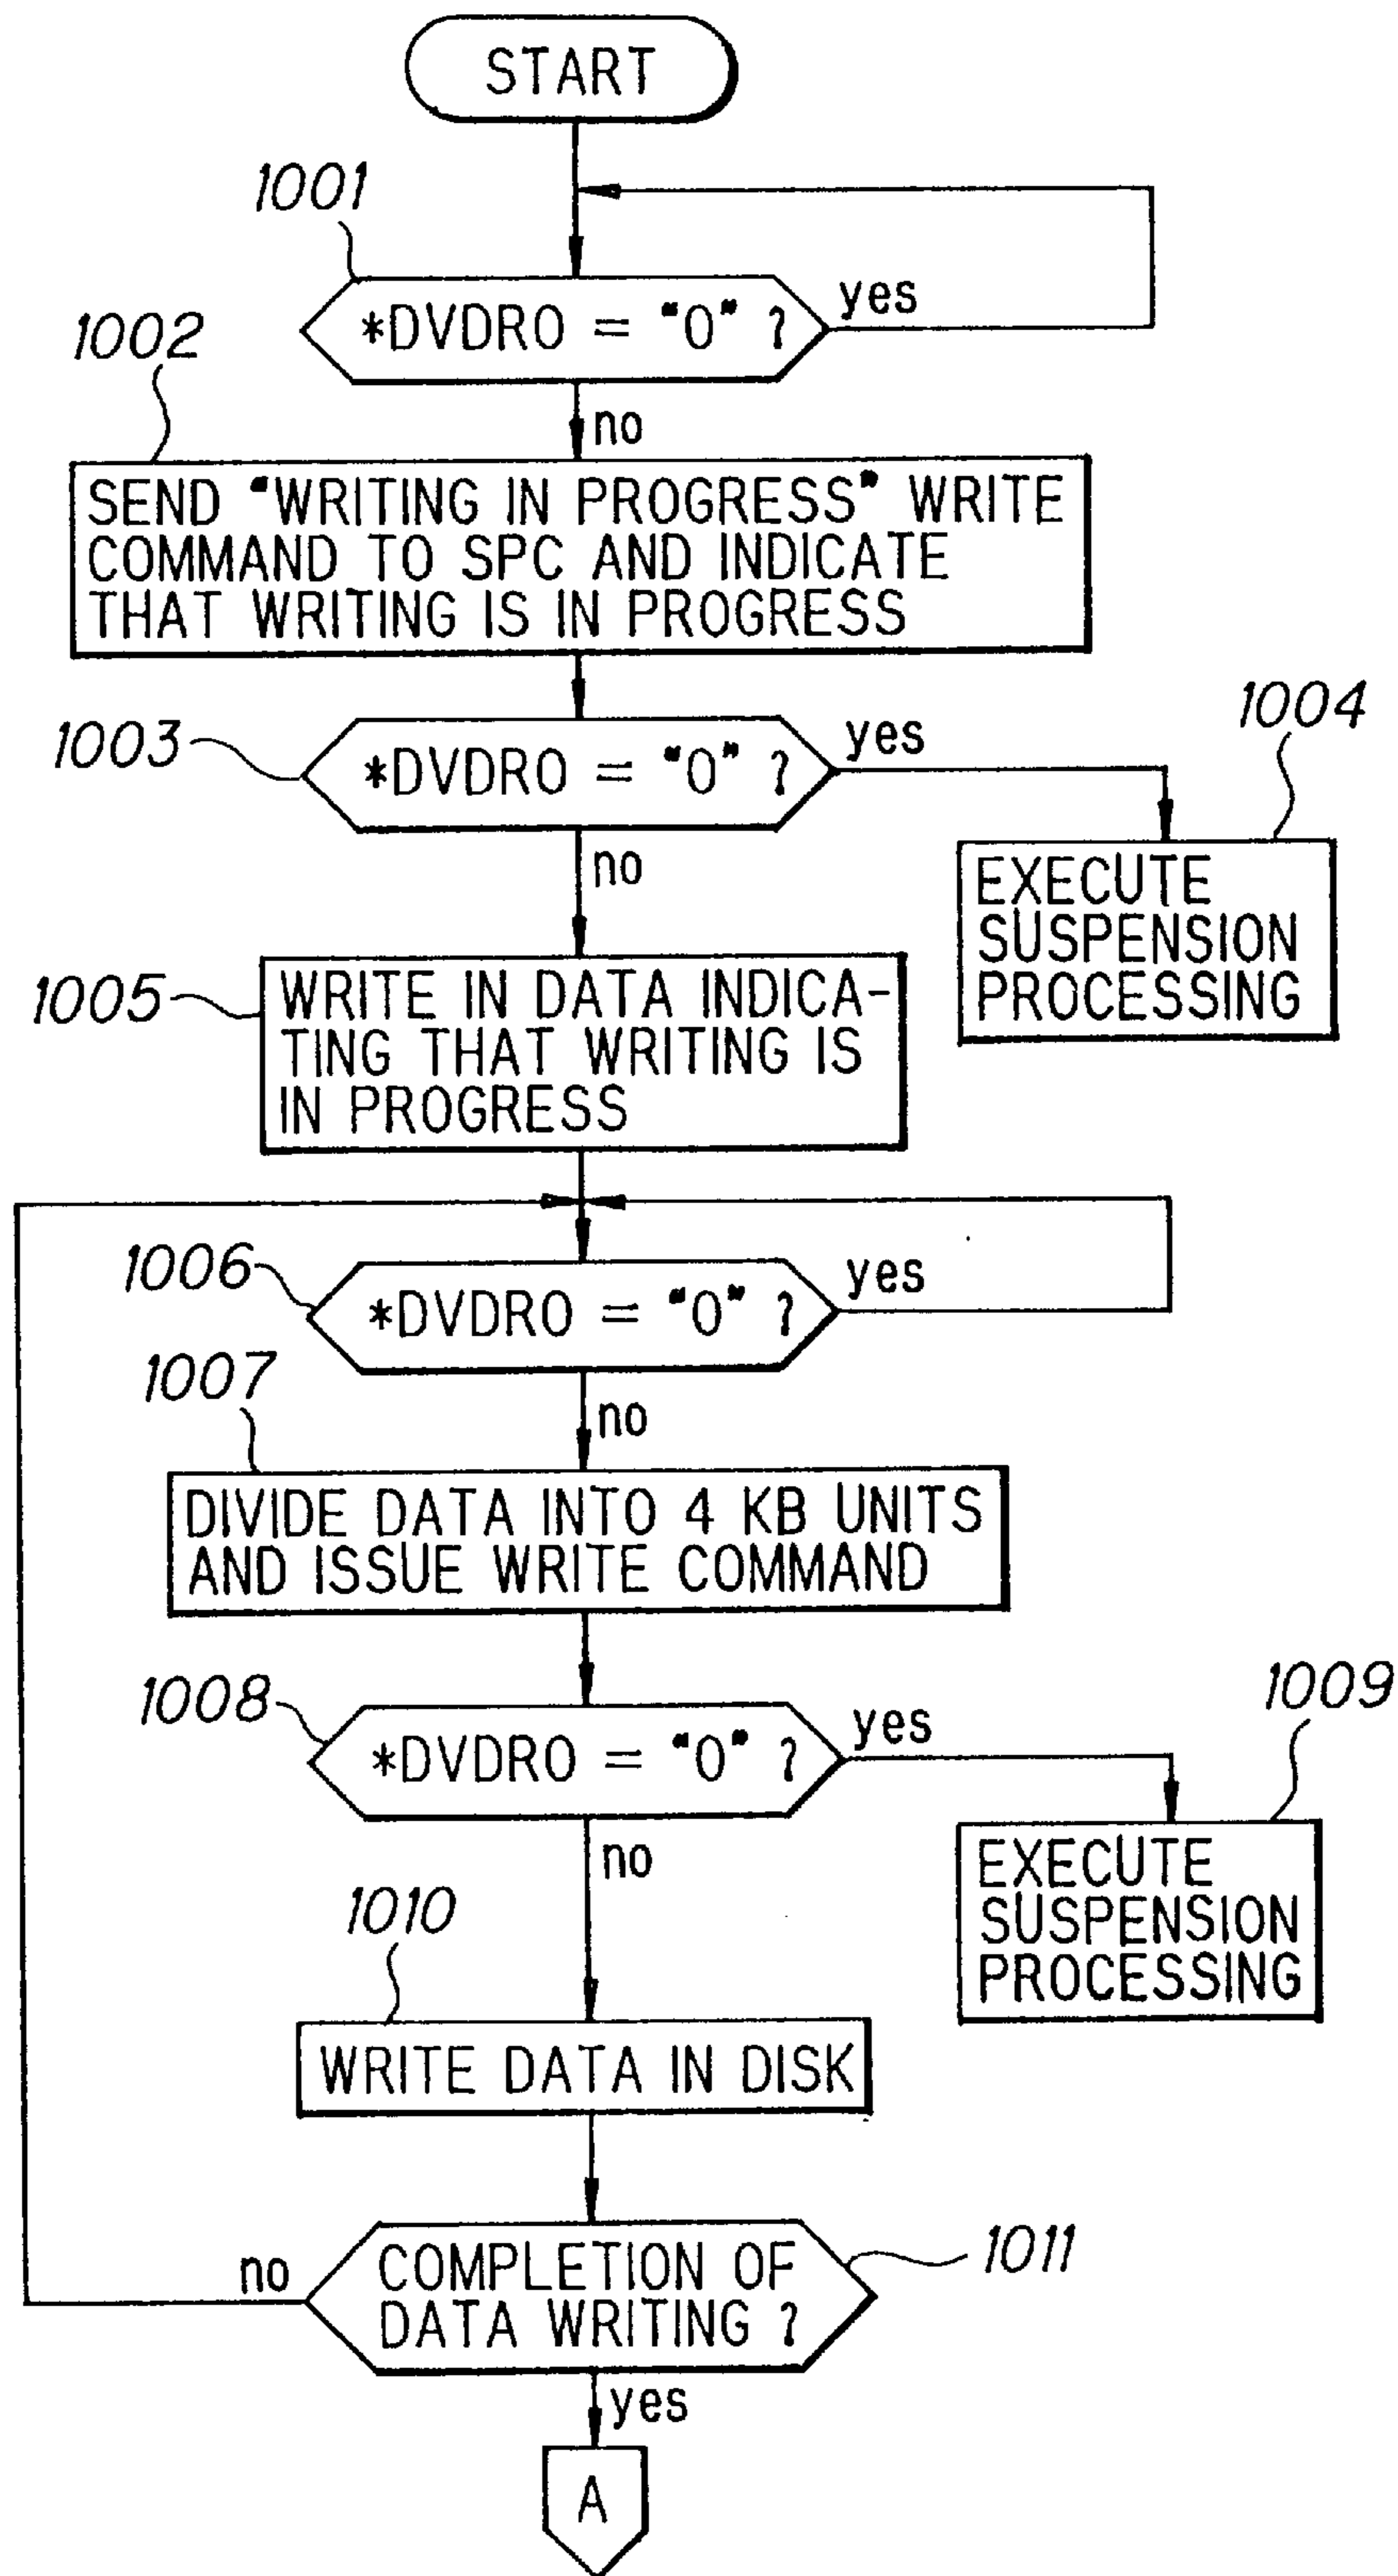 START
1001
*DVDRO = "0" ?
yes
1002
no
SEND "WRITING IN PROGRESS" WRITE
COMMAND TO SPC AND INDICATE
THAT WRITING IS IN PROGRESS
1003
*DVDRO = "0" ?
yes
1004
no
EXECUTE
SUSPENSION
PROCESSING
1005
WRITE IN DATA INDICA-
TING THAT WRITING IS
IN PROGRESS
1006
*DVDRO = "0" ?
yes
1007
no
DIVIDE DATA INTO 4 KB UNITS
AND ISSUE WRITE COMMAND
1008
*DVDRO = "0" ?
yes
1009
no
EXECUTE
SUSPENSION
PROCESSING
1010
WRITE DATA IN DISK
no
COMPLETION OF
DATA WRITING ?
1011
yes
A